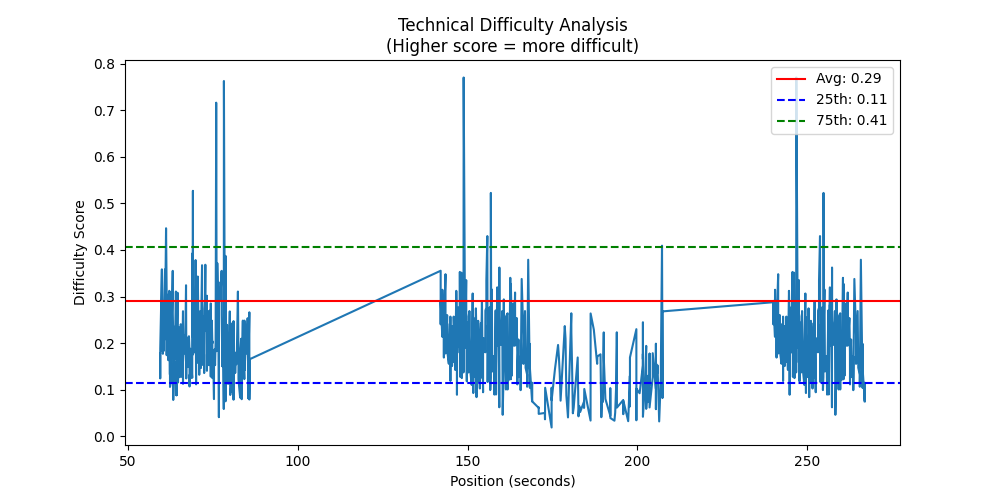 Technical Difficulty Analysis
(Higher score = more difficult)
Difficulty Score
0.8
0.7
0.6
0.5
0.4
0.3
0.2
0.1
0.0
Avg: 0.29
25th: 0.11
75th: 0.41
50
100
150
200
250
Position (seconds)